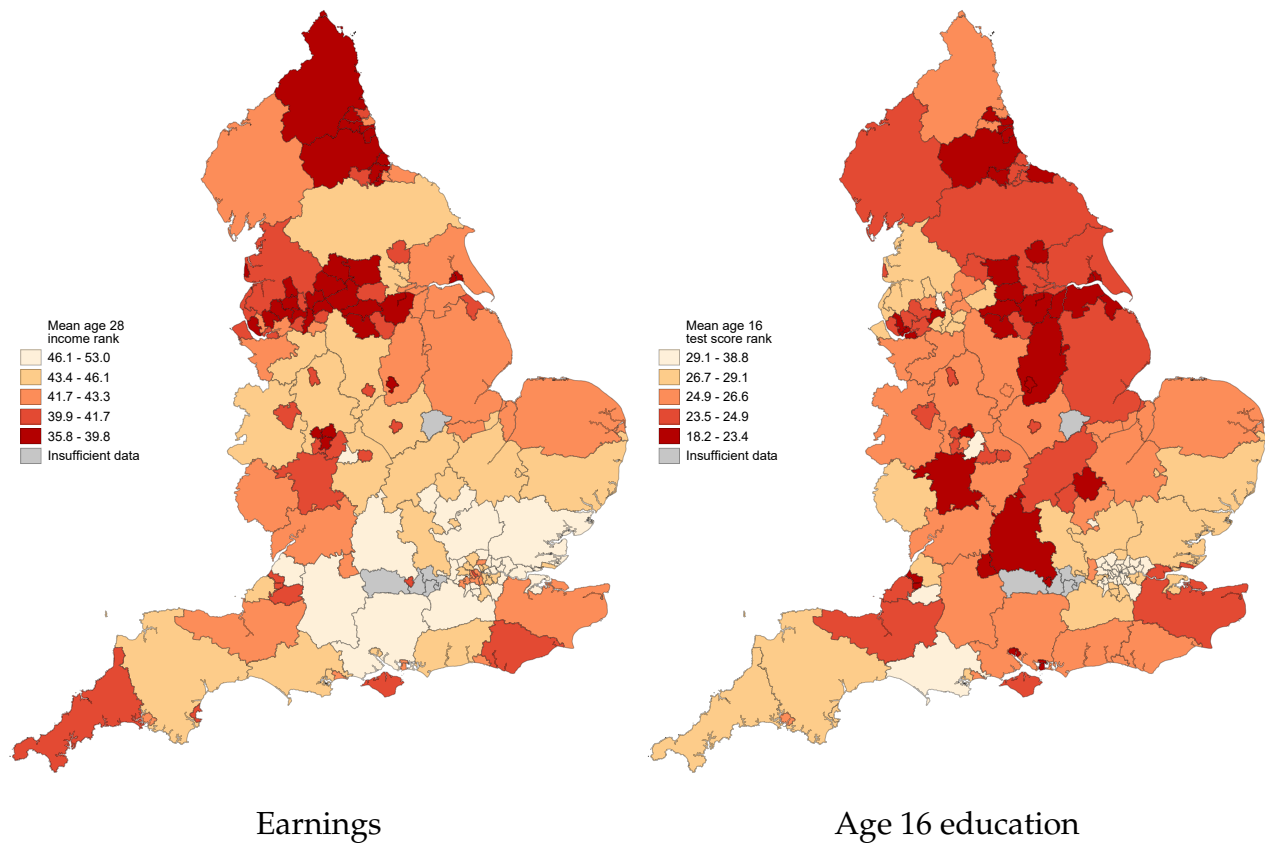 Mean age 28
income rank
46.1 - 53.0
43.4 - 46.1
41.7 - 43.3
39.9 - 41.7
35.8 - 39.8
Insufficient data
Mean age 16
test score rank
29.1 - 38.8
26.7 - 29.1
24.9 - 26.6
23.5 - 24.9
18.2 - 23.4
Insufficient data
Earnings
Age 16 education